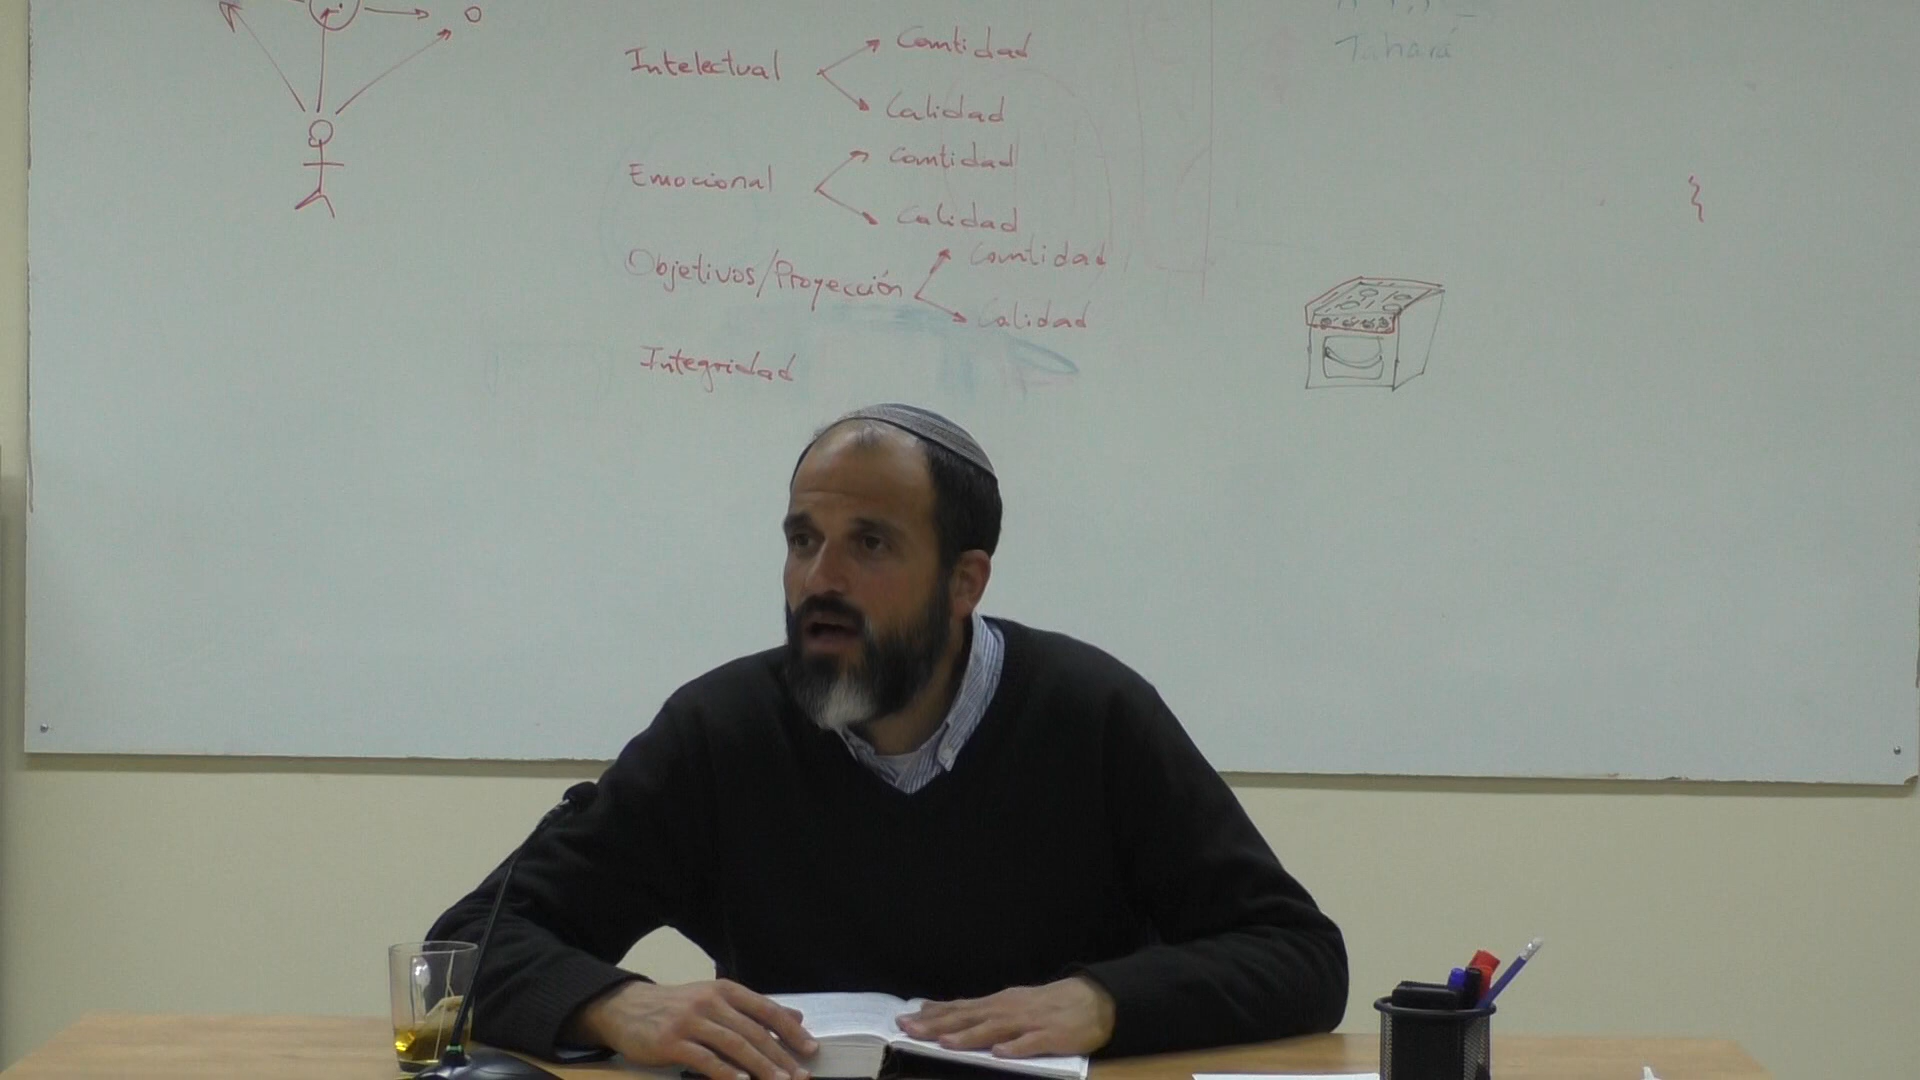 Intelectual
Cantidad
Calidad
Emocional
Cantidad
Calidad
Objetivos/Proyección
Cantidad
Calidad
Integridad
Tahará